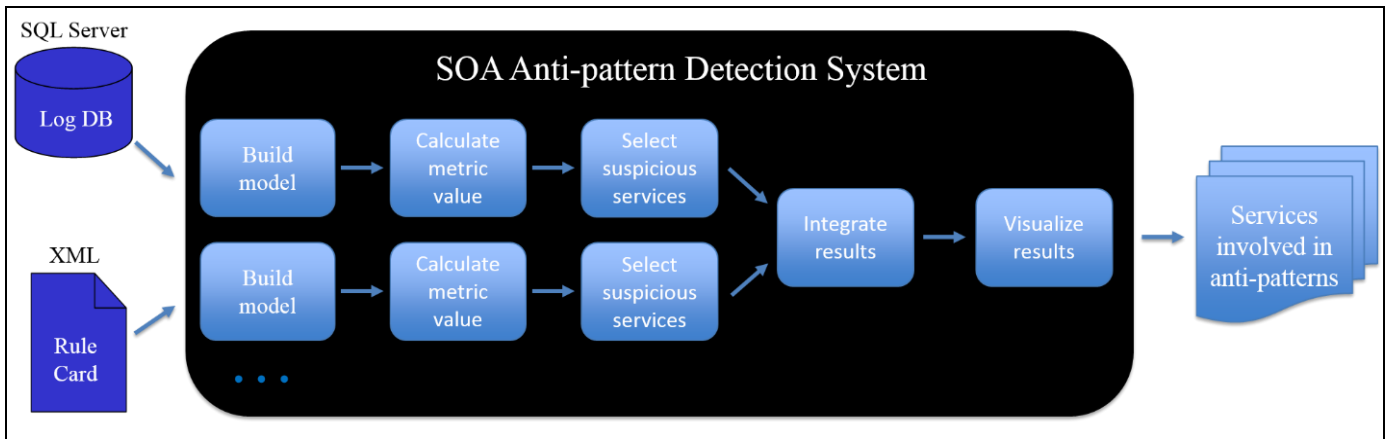 SQL Server
Log DB
XML
Rule
Card
SOA Anti-pattern Detection System
Build
model
Calculate
metric
value
Select
suspicious
services
Build
model
Calculate
metric
value
Select
suspicious
services
...
Integrate
results
Visualize
results
Services
involved in
anti-patterns